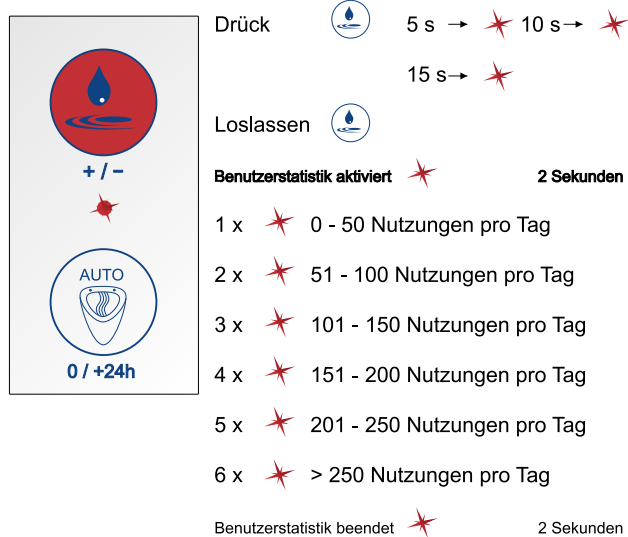 + / −
AUTO
0 / +24h
Drück 5 s → 10 s →
15 s →
Loslassen
Benutzerstatistik aktiviert 2 Sekunden
1 x 0 - 50 Nutzungen pro Tag
2 x 51 - 100 Nutzungen pro Tag
3 x 101 - 150 Nutzungen pro Tag
4 x 151 - 200 Nutzungen pro Tag
5 x 201 - 250 Nutzungen pro Tag
6 x > 250 Nutzungen pro Tag
Benutzerstatistik beendet 2 Sekunden